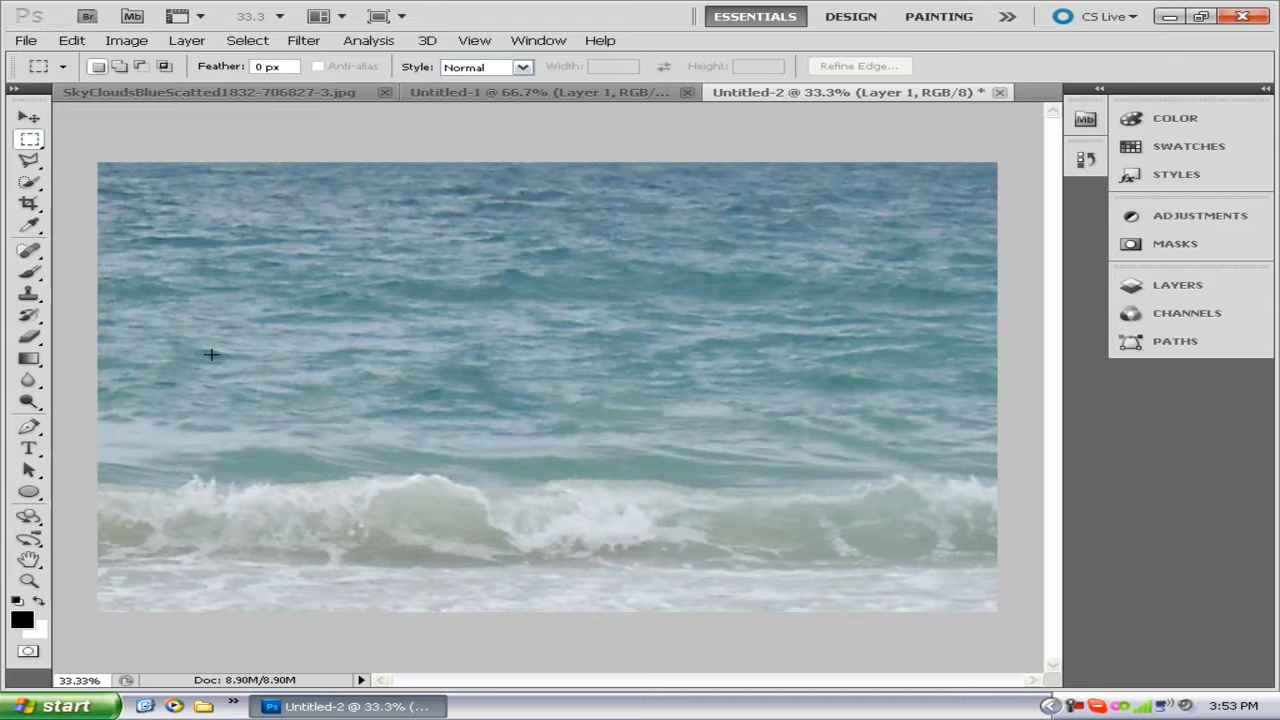 Ps Br Mb 33.3 ESSENTIALS DESIGN PAINTING CS Live
File Edit Image Layer Select Filter Analysis 3D View Window Help
Feather: 0 px Anti-alias Style: Normal Width: Height: Refine Edge...
SkyCloudsBlueScatted1832-706827-3.jpg Untitled-1 @ 66.7% (Layer 1, RGB/... Untitled-2 @ 33.3% (Layer 1, RGB/8) *
Mb COLOR
SWATCHES
STYLES
ADJUSTMENTS
MASKS
LAYERS
CHANNELS
PATHS
T
33.33% Doc: 8.90M/8.90M
start Ps Untitled-2 @ 33.3% (... 3:53 PM